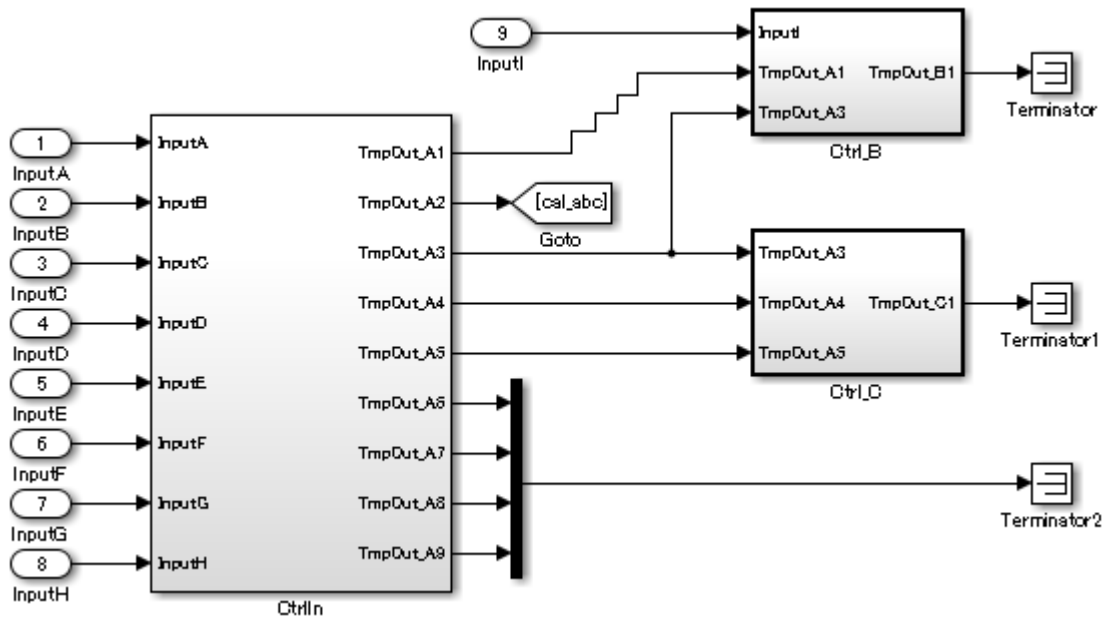 9
InputI
InputI
TmpOut_A1
TmpOut_B1
TmpOut_A3
Ctrl_B
Terminator
1
InputA
2
InputB
3
InputC
4
InputD
5
InputE
6
InputF
7
InputG
8
InputH
InputA
InputB
InputC
InputD
InputE
InputF
InputG
InputH
TmpOut_A1
TmpOut_A2
TmpOut_A3
TmpOut_A4
TmpOut_A5
TmpOut_A6
TmpOut_A7
TmpOut_A8
TmpOut_A9
CtrlIn
[cal_abc]
Goto
TmpOut_A3
TmpOut_A4
TmpOut_C1
TmpOut_A5
Ctrl_C
Terminator1
Terminator2